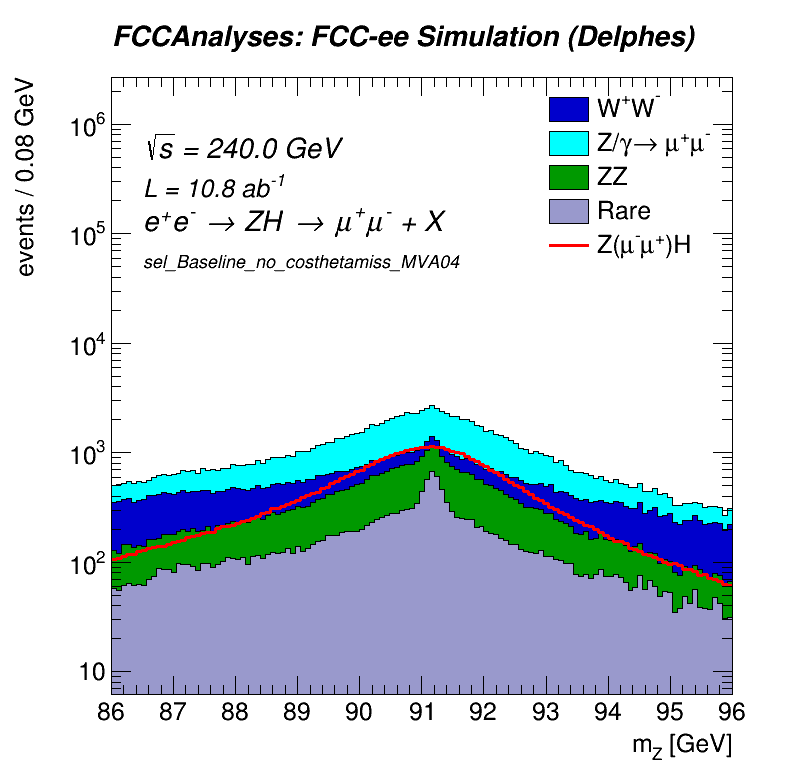 FCCAnalyses: FCC-ee Simulation (Delphes)
events / 0.08 GeV
10⁶
10⁵
10⁴
10³
10²
10
√s = 240.0 GeV
L = 10.8 ab⁻¹
e⁺e⁻ → ZH → μ⁺μ⁻ + X
sel_Baseline_no_costhetamiss_MVA04
W⁺W⁻
Z/γ→ μ⁺μ⁻
ZZ
Rare
Z(μ⁻μ⁺)H
86 87 88 89 90 91 92 93 94 95 96
m_Z [GeV]